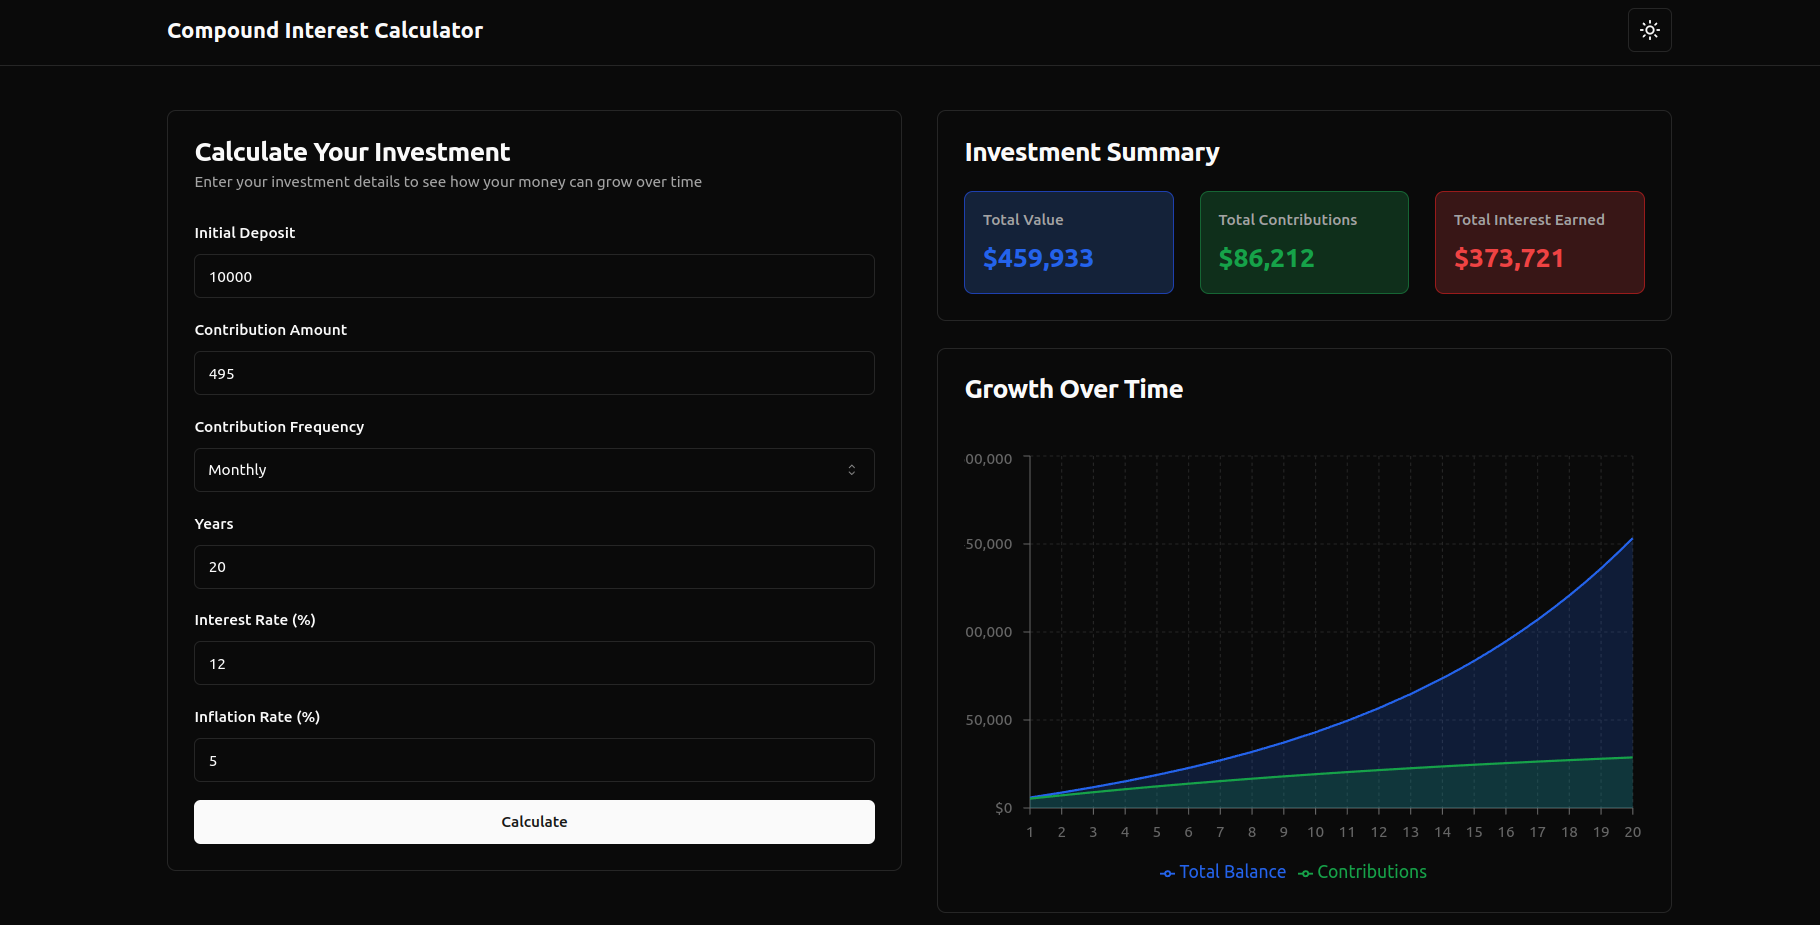 Compound Interest Calculator
Calculate Your Investment
Enter your investment details to see how your money can grow over time
Initial Deposit
10000
Contribution Amount
495
Contribution Frequency
Monthly
Years
20
Interest Rate (%)
12
Inflation Rate (%)
5
Calculate
Investment Summary
Total Value
$459,933
Total Contributions
$86,212
Total Interest Earned
$373,721
Growth Over Time
00,000
50,000
00,000
50,000
$0
1 2 3 4 5 6 7 8 9 10 11 12 13 14 15 16 17 18 19 20
Total Balance Contributions